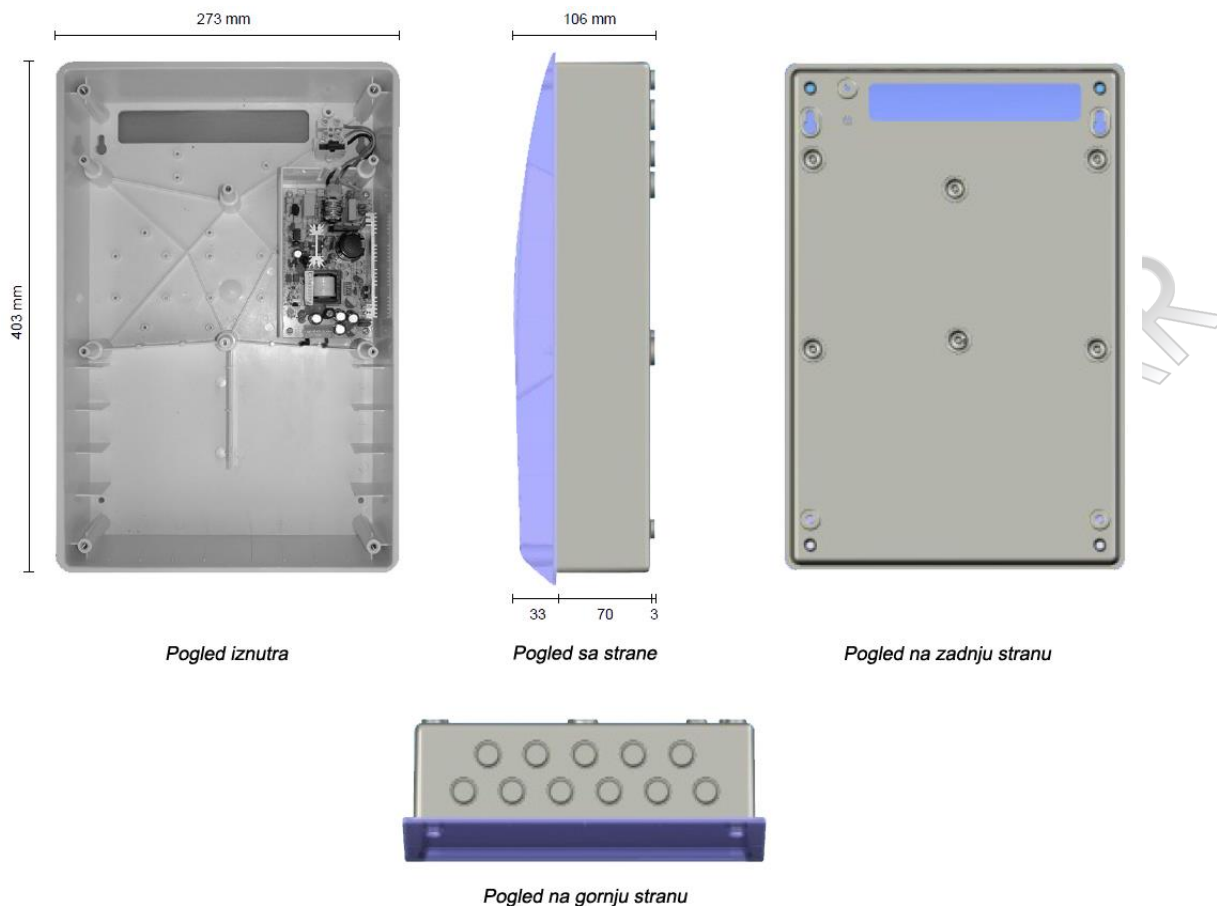 273 mm
106 mm
403 mm
33
70
3
Pogled iznutra
Pogled sa strane
Pogled na zadnju stranu
Pogled na gornju stranu